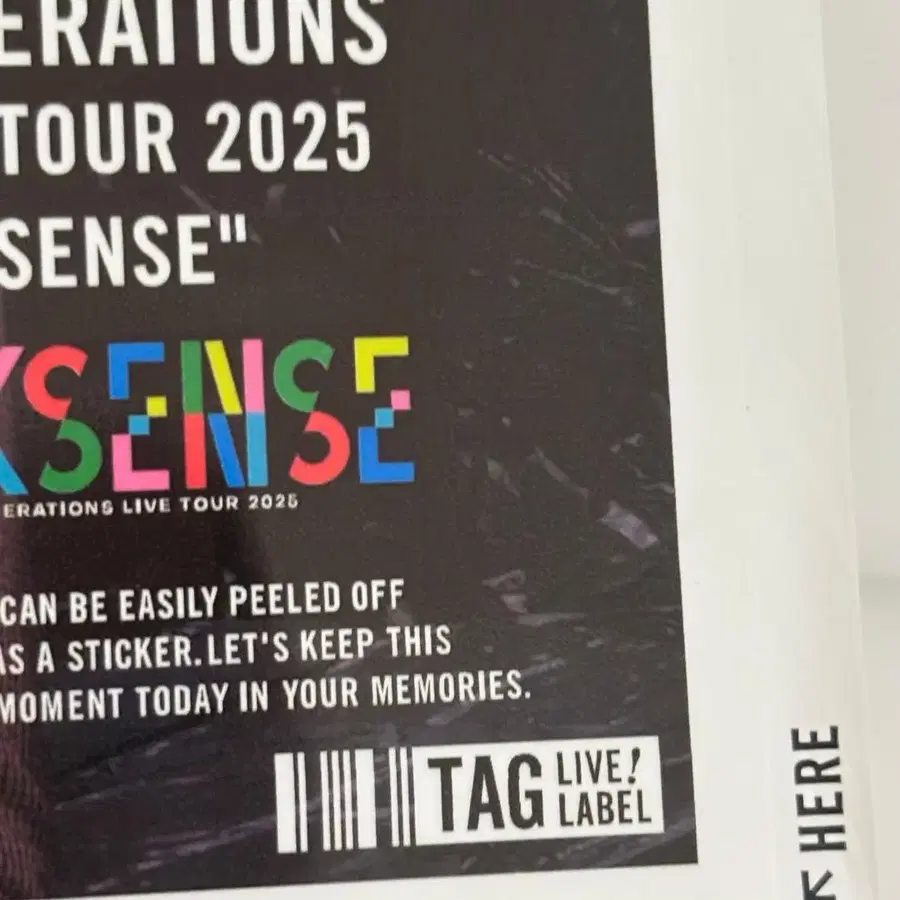 ERATIONS
TOUR 2025
SENSE"
XSENSE
ERATIONS LIVE TOUR 2025
CAN BE EASILY PEELED OFF
AS A STICKER. LET'S KEEP THIS
MOMENT TODAY IN YOUR MEMORIES.
TAG LIVE!
LABEL
HERE